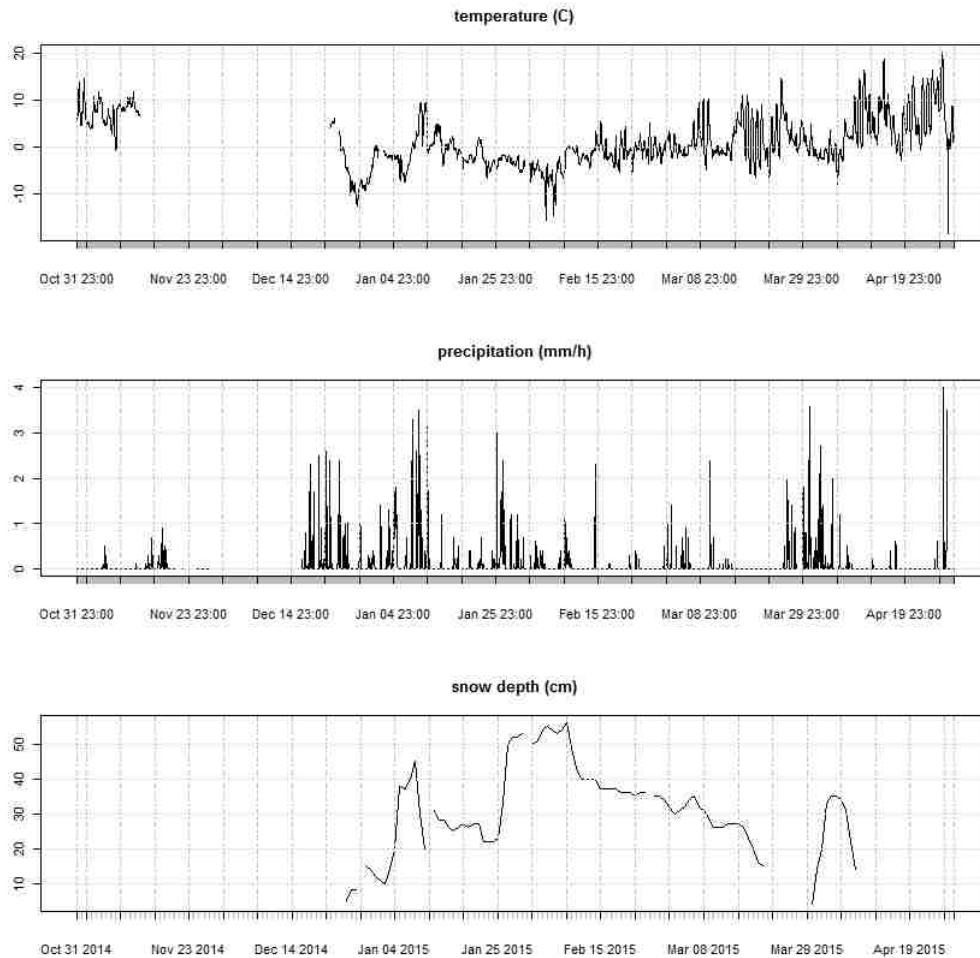 temperature (C)
20
10
0
-10
Oct 31 23:00 Nov 23 23:00 Dec 14 23:00 Jan 04 23:00 Jan 25 23:00 Feb 15 23:00 Mar 08 23:00 Mar 29 23:00 Apr 19 23:00
precipitation (mm/h)
4
3
2
1
0
Oct 31 23:00 Nov 23 23:00 Dec 14 23:00 Jan 04 23:00 Jan 25 23:00 Feb 15 23:00 Mar 08 23:00 Mar 29 23:00 Apr 19 23:00
snow depth (cm)
50
40
30
20
10
Oct 31 2014 Nov 23 2014 Dec 14 2014 Jan 04 2015 Jan 25 2015 Feb 15 2015 Mar 08 2015 Mar 29 2015 Apr 19 2015